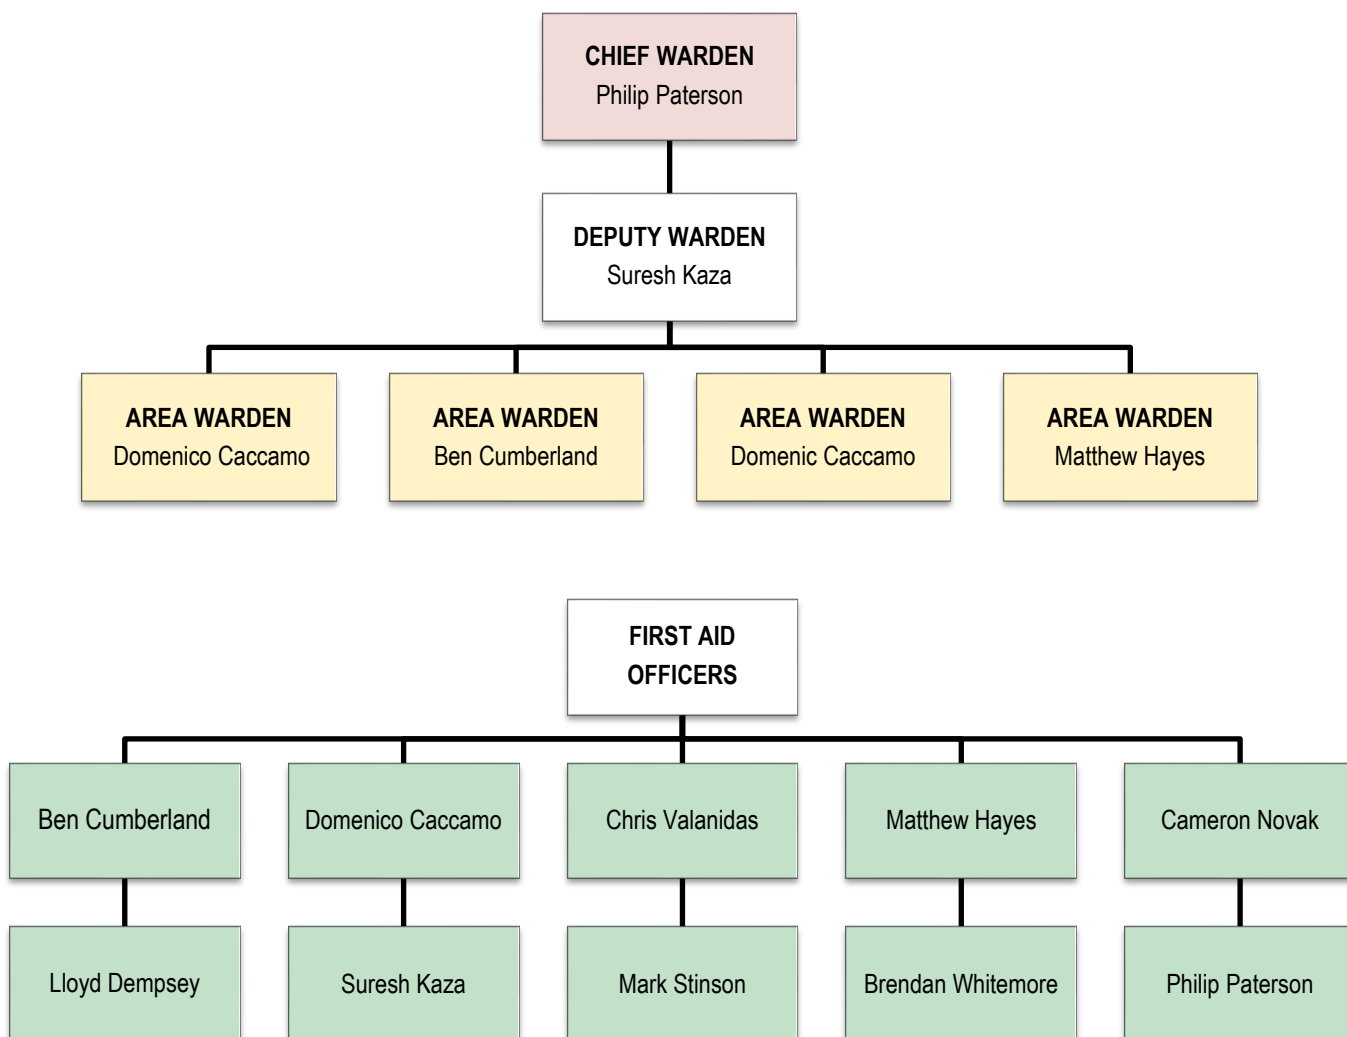 CHIEF WARDEN
Philip Paterson
DEPUTY WARDEN
Suresh Kaza
AREA WARDEN
Domenico Caccamo
AREA WARDEN
Ben Cumberland
AREA WARDEN
Domenic Caccamo
AREA WARDEN
Matthew Hayes
FIRST AID
OFFICERS
Ben Cumberland
Domenico Caccamo
Chris Valanidas
Matthew Hayes
Cameron Novak
Lloyd Dempsey
Suresh Kaza
Mark Stinson
Brendan Whitemore
Philip Paterson